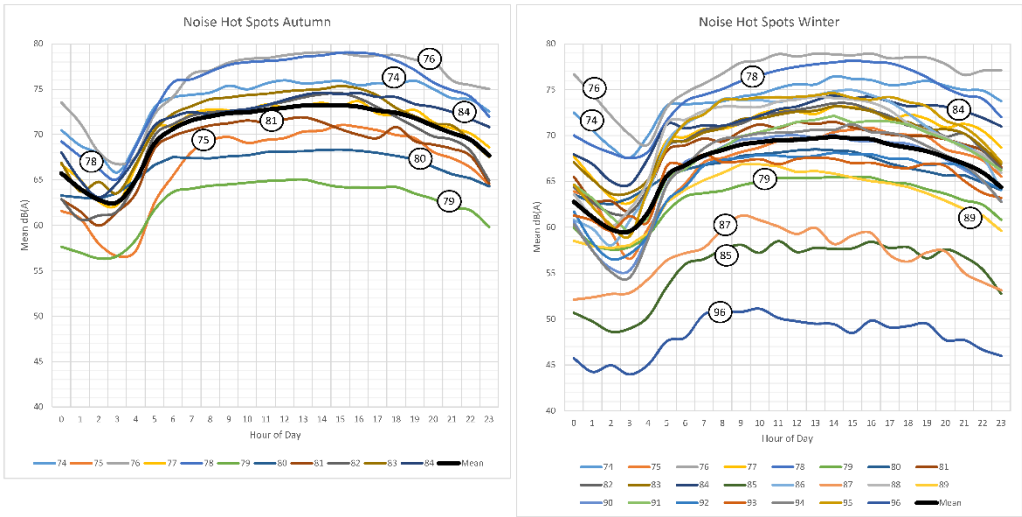 Noise Hot Spots Autumn
80
75
70
65
60
55
50
45
40
Mean dB(A)
76
74
84
78
81
75
80
79
0 1 2 3 4 5 6 7 8 9 10 11 12 13 14 15 16 17 18 19 20 21 22 23
Hour of Day
74 75 76 77 78 79 80 81 82 83 84 Mean
Noise Hot Spots Winter
80
75
70
65
60
55
50
45
40
Mean dB(A)
76
78
74
84
79
89
87
85
96
0 1 2 3 4 5 6 7 8 9 10 11 12 13 14 15 16 17 18 19 20 21 22 23
Hour of Day
74 75 76 77 78 79 80 81
82 83 84 85 86 87 88 89
90 91 92 93 94 95 96 Mean